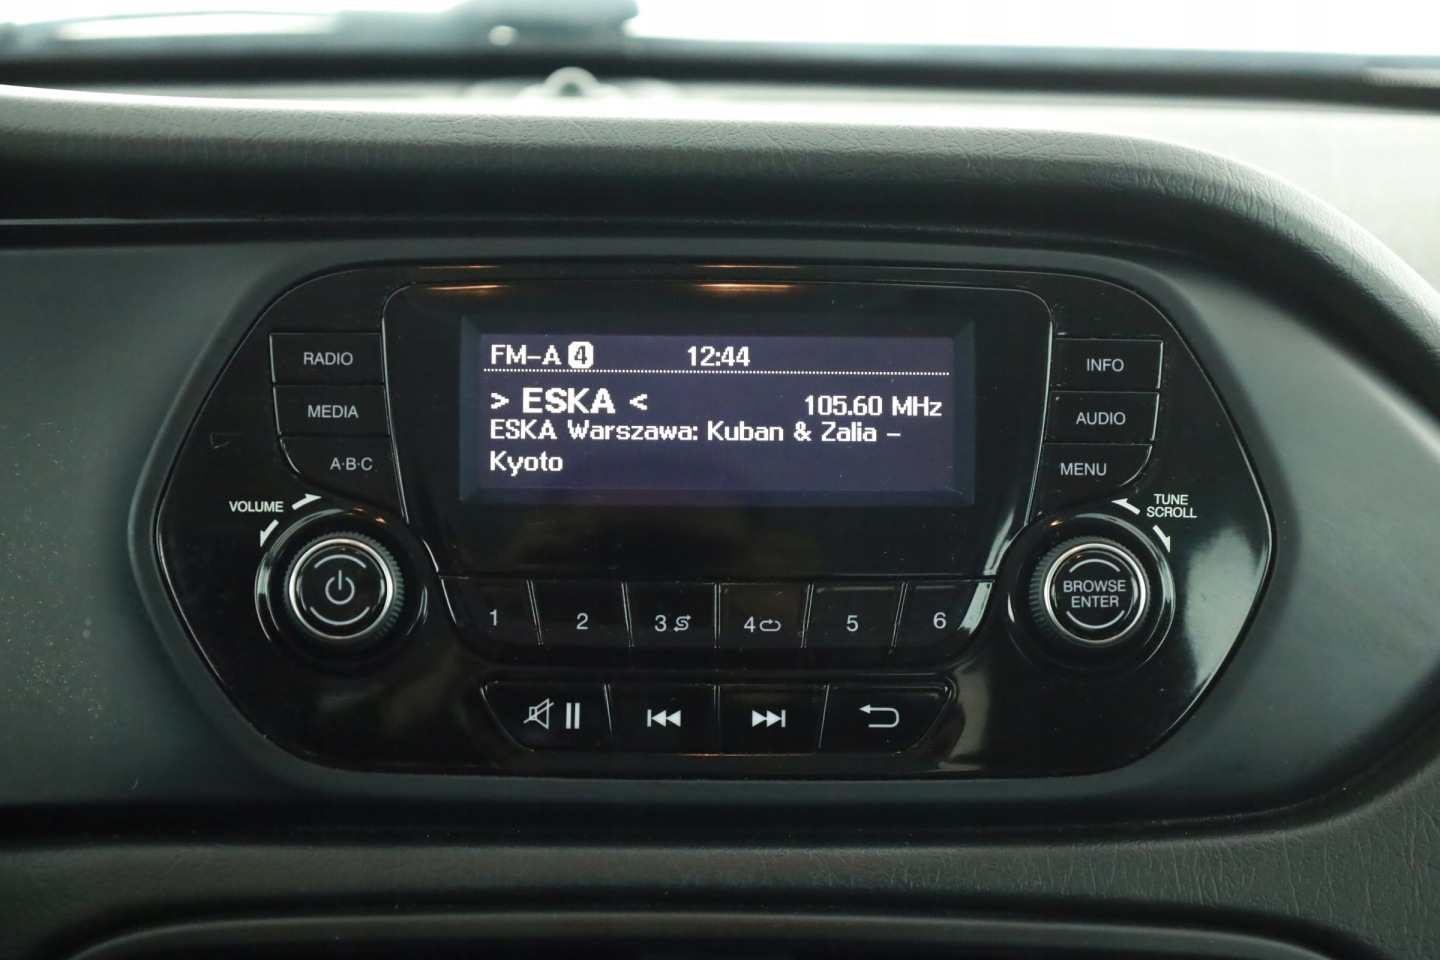 FM-A 4 12:44
> ESKA < 105.60 MHz
ESKA Warszawa: Kuban & Zalia -
Kyoto
RADIO
MEDIA
A·B·C
INFO
AUDIO
MENU
VOLUME
TUNE
SCROLL
BROWSE
ENTER
1 2 3 4 5 6